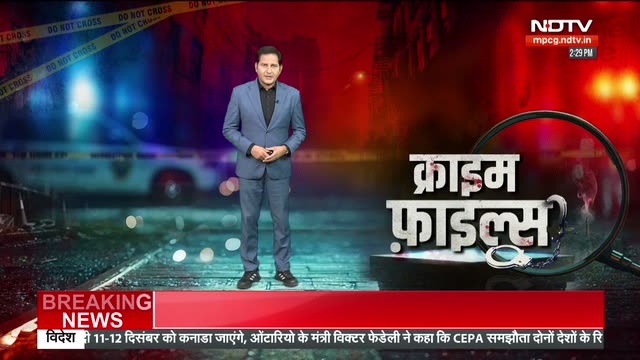 DO NOT CROSS
DO NOT CROSS
NDTV
mpcg.ndtv.in
2:29 PM
क्राइम
फ़ाइल्स
BREAKING
NEWS
विदेश
11-12 दिसंबर को कनाडा जाएंगे, ओंटारियो के मंत्री विक्टर फेडेली ने कहा कि CEPA समझौता दोनों देशों के रि